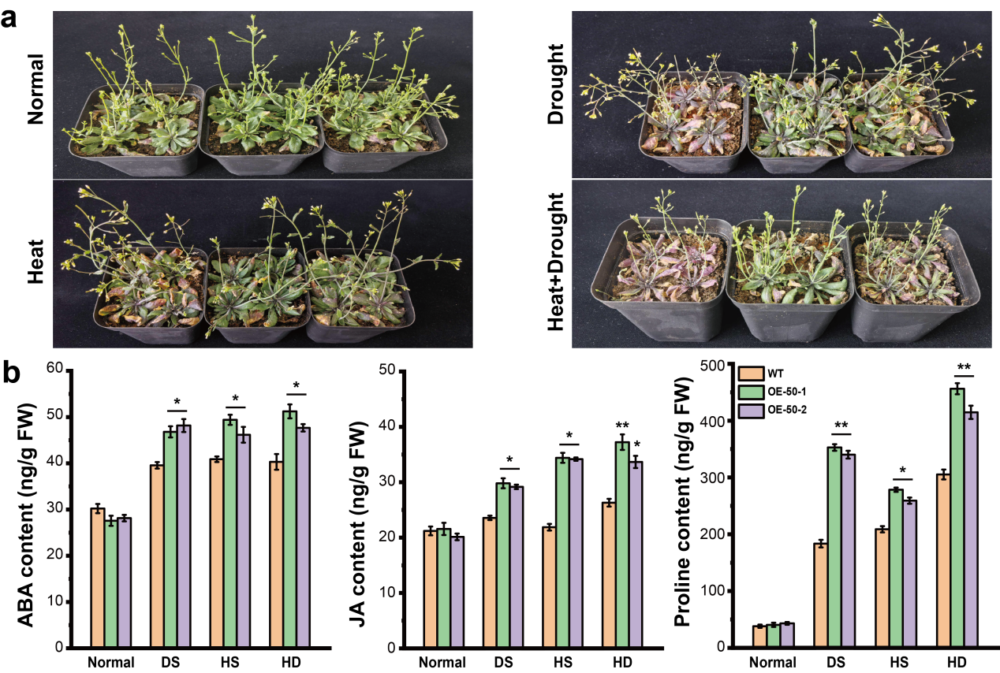 a
Normal
Drought
Heat
Heat+Drought
b
ABA content (ng/g FW)
60
50
40
30
20
10
0
Normal DS HS HD
* * *
JA content (ng/g FW)
50
40
30
20
10
0
Normal DS HS HD
* * ** *
Proline content (ng/g FW)
500
400
300
200
100
0
Normal DS HS HD
** * **
WT
OE-50-1
OE-50-2